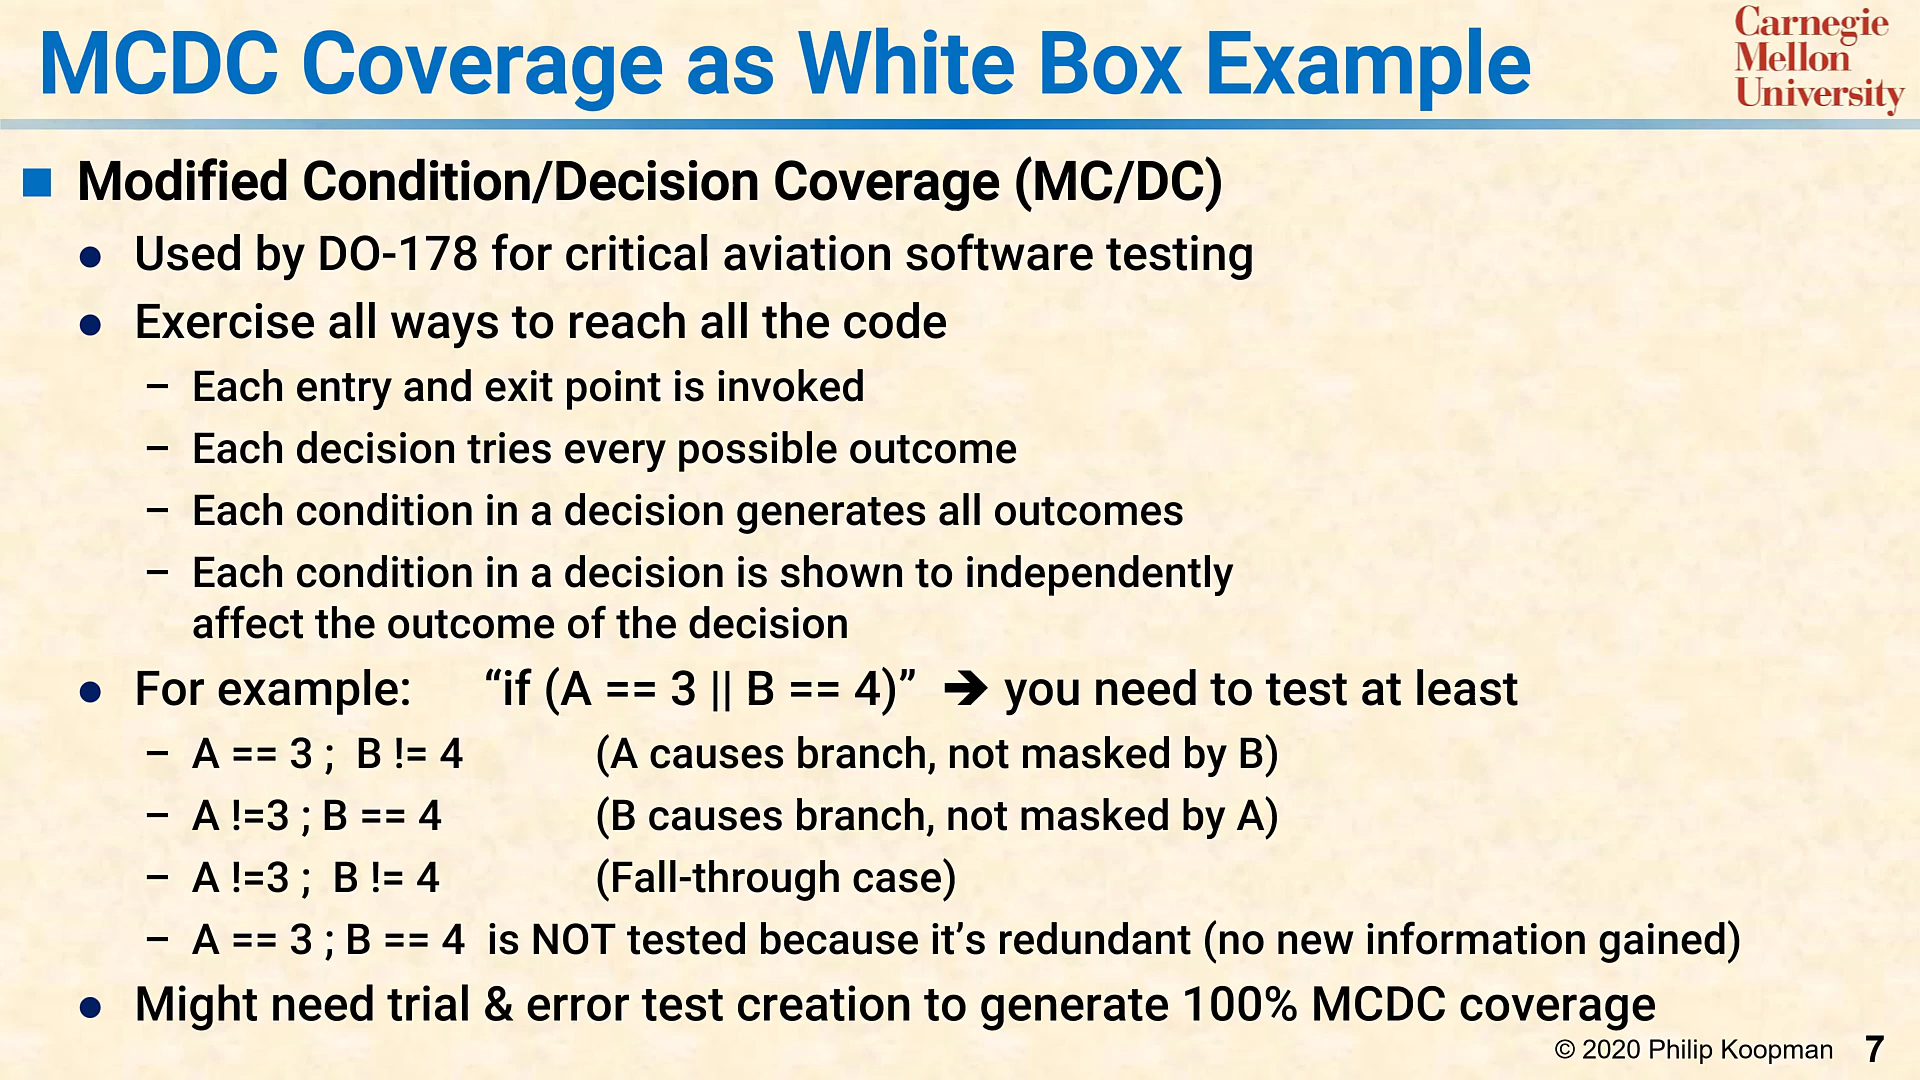 MCDC Coverage as White Box Example
Carnegie
Mellon
University
■ Modified Condition/Decision Coverage (MC/DC)
● Used by DO-178 for critical aviation software testing
● Exercise all ways to reach all the code
– Each entry and exit point is invoked
– Each decision tries every possible outcome
– Each condition in a decision generates all outcomes
– Each condition in a decision is shown to independently
affect the outcome of the decision
● For example: “if (A == 3 || B == 4)” ➔ you need to test at least
– A == 3 ; B != 4 (A causes branch, not masked by B)
– A !=3 ; B == 4 (B causes branch, not masked by A)
– A !=3 ; B != 4 (Fall-through case)
– A == 3 ; B == 4 is NOT tested because it’s redundant (no new information gained)
● Might need trial & error test creation to generate 100% MCDC coverage
© 2020 Philip Koopman 7